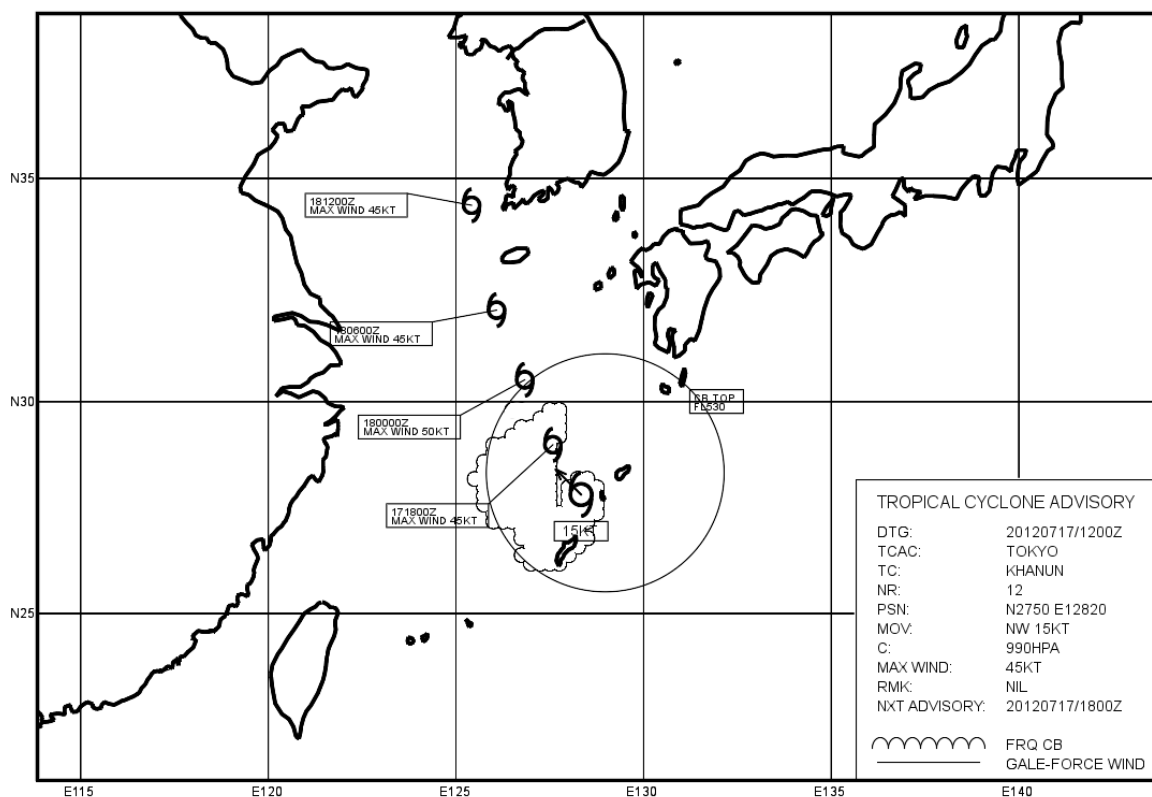 N35
181200Z
MAX WIND 45KT
180600Z
MAX WIND 45KT
N30
CB TOP
FL530
180000Z
MAX WIND 50KT
171800Z
MAX WIND 45KT
15KT
N25
TROPICAL CYCLONE ADVISORY
DTG: 20120717/1200Z
TCAC: TOKYO
TC: KHANUN
NR: 12
PSN: N2750 E12820
MOV: NW 15KT
C: 990HPA
MAX WIND: 45KT
RMK: NIL
NXT ADVISORY: 20120717/1800Z
FRQ CB
GALE-FORCE WIND
E115 E120 E125 E130 E135 E140